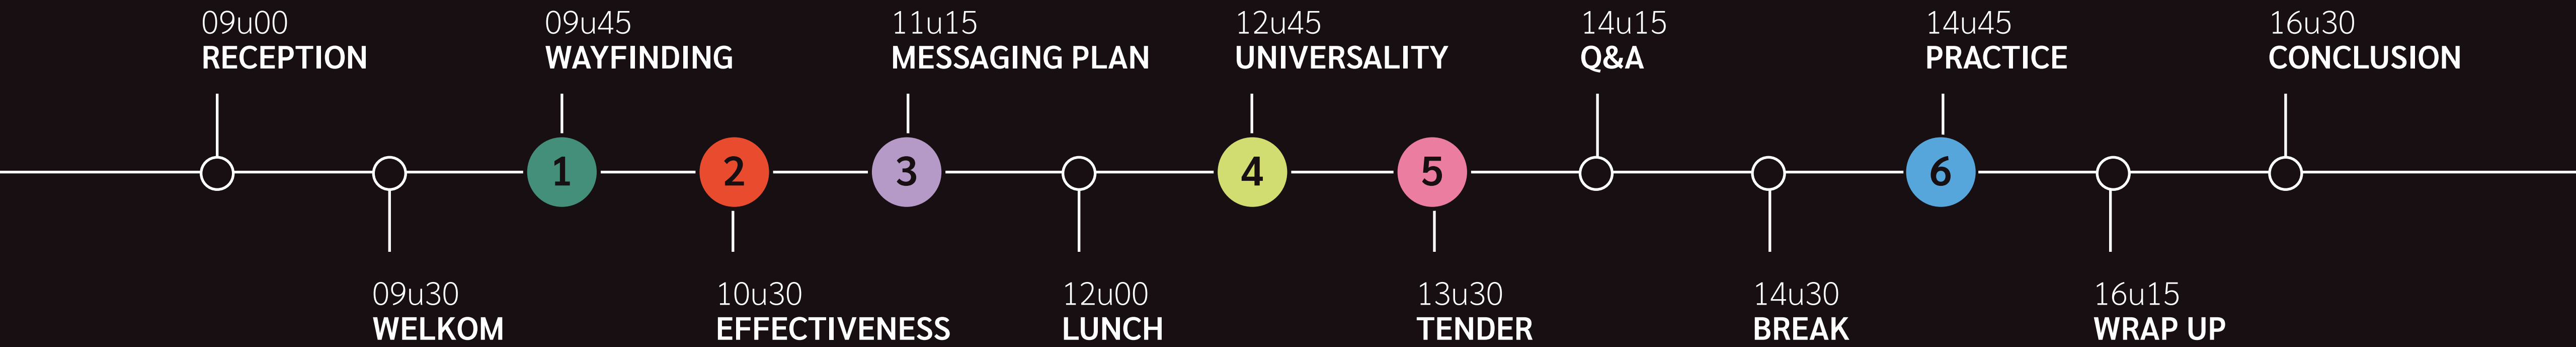 09u00
RECEPTION
09u45
WAYFINDING
11u15
MESSAGING PLAN
12u45
UNIVERSALITY
14u15
Q&A
14u45
PRACTICE
16u30
CONCLUSION
1
2
3
4
5
6
09u30
WELKOM
10u30
EFFECTIVENESS
12u00
LUNCH
13u30
TENDER
14u30
BREAK
16u15
WRAP UP